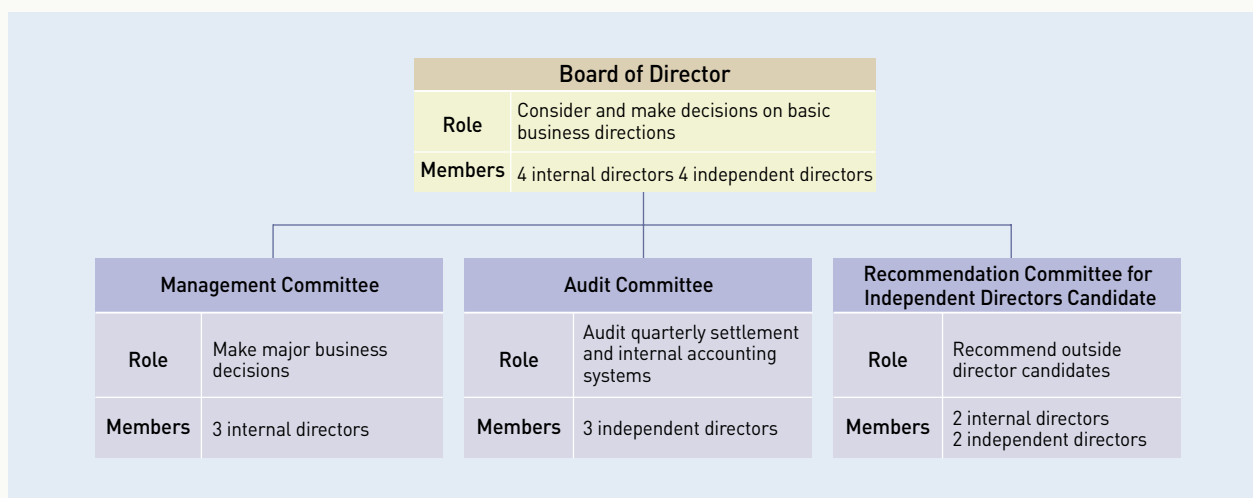 Board of Director
Role
Consider and make decisions on basic
business directions
Members
4 internal directors 4 independent directors
Management Committee
Role
Make major business
decisions
Members
3 internal directors
Audit Committee
Role
Audit quarterly settlement
and internal accounting
systems
Members
3 independent directors
Recommendation Committee for
Independent Directors Candidate
Role
Recommend outside
director candidates
Members
2 internal directors
2 independent directors